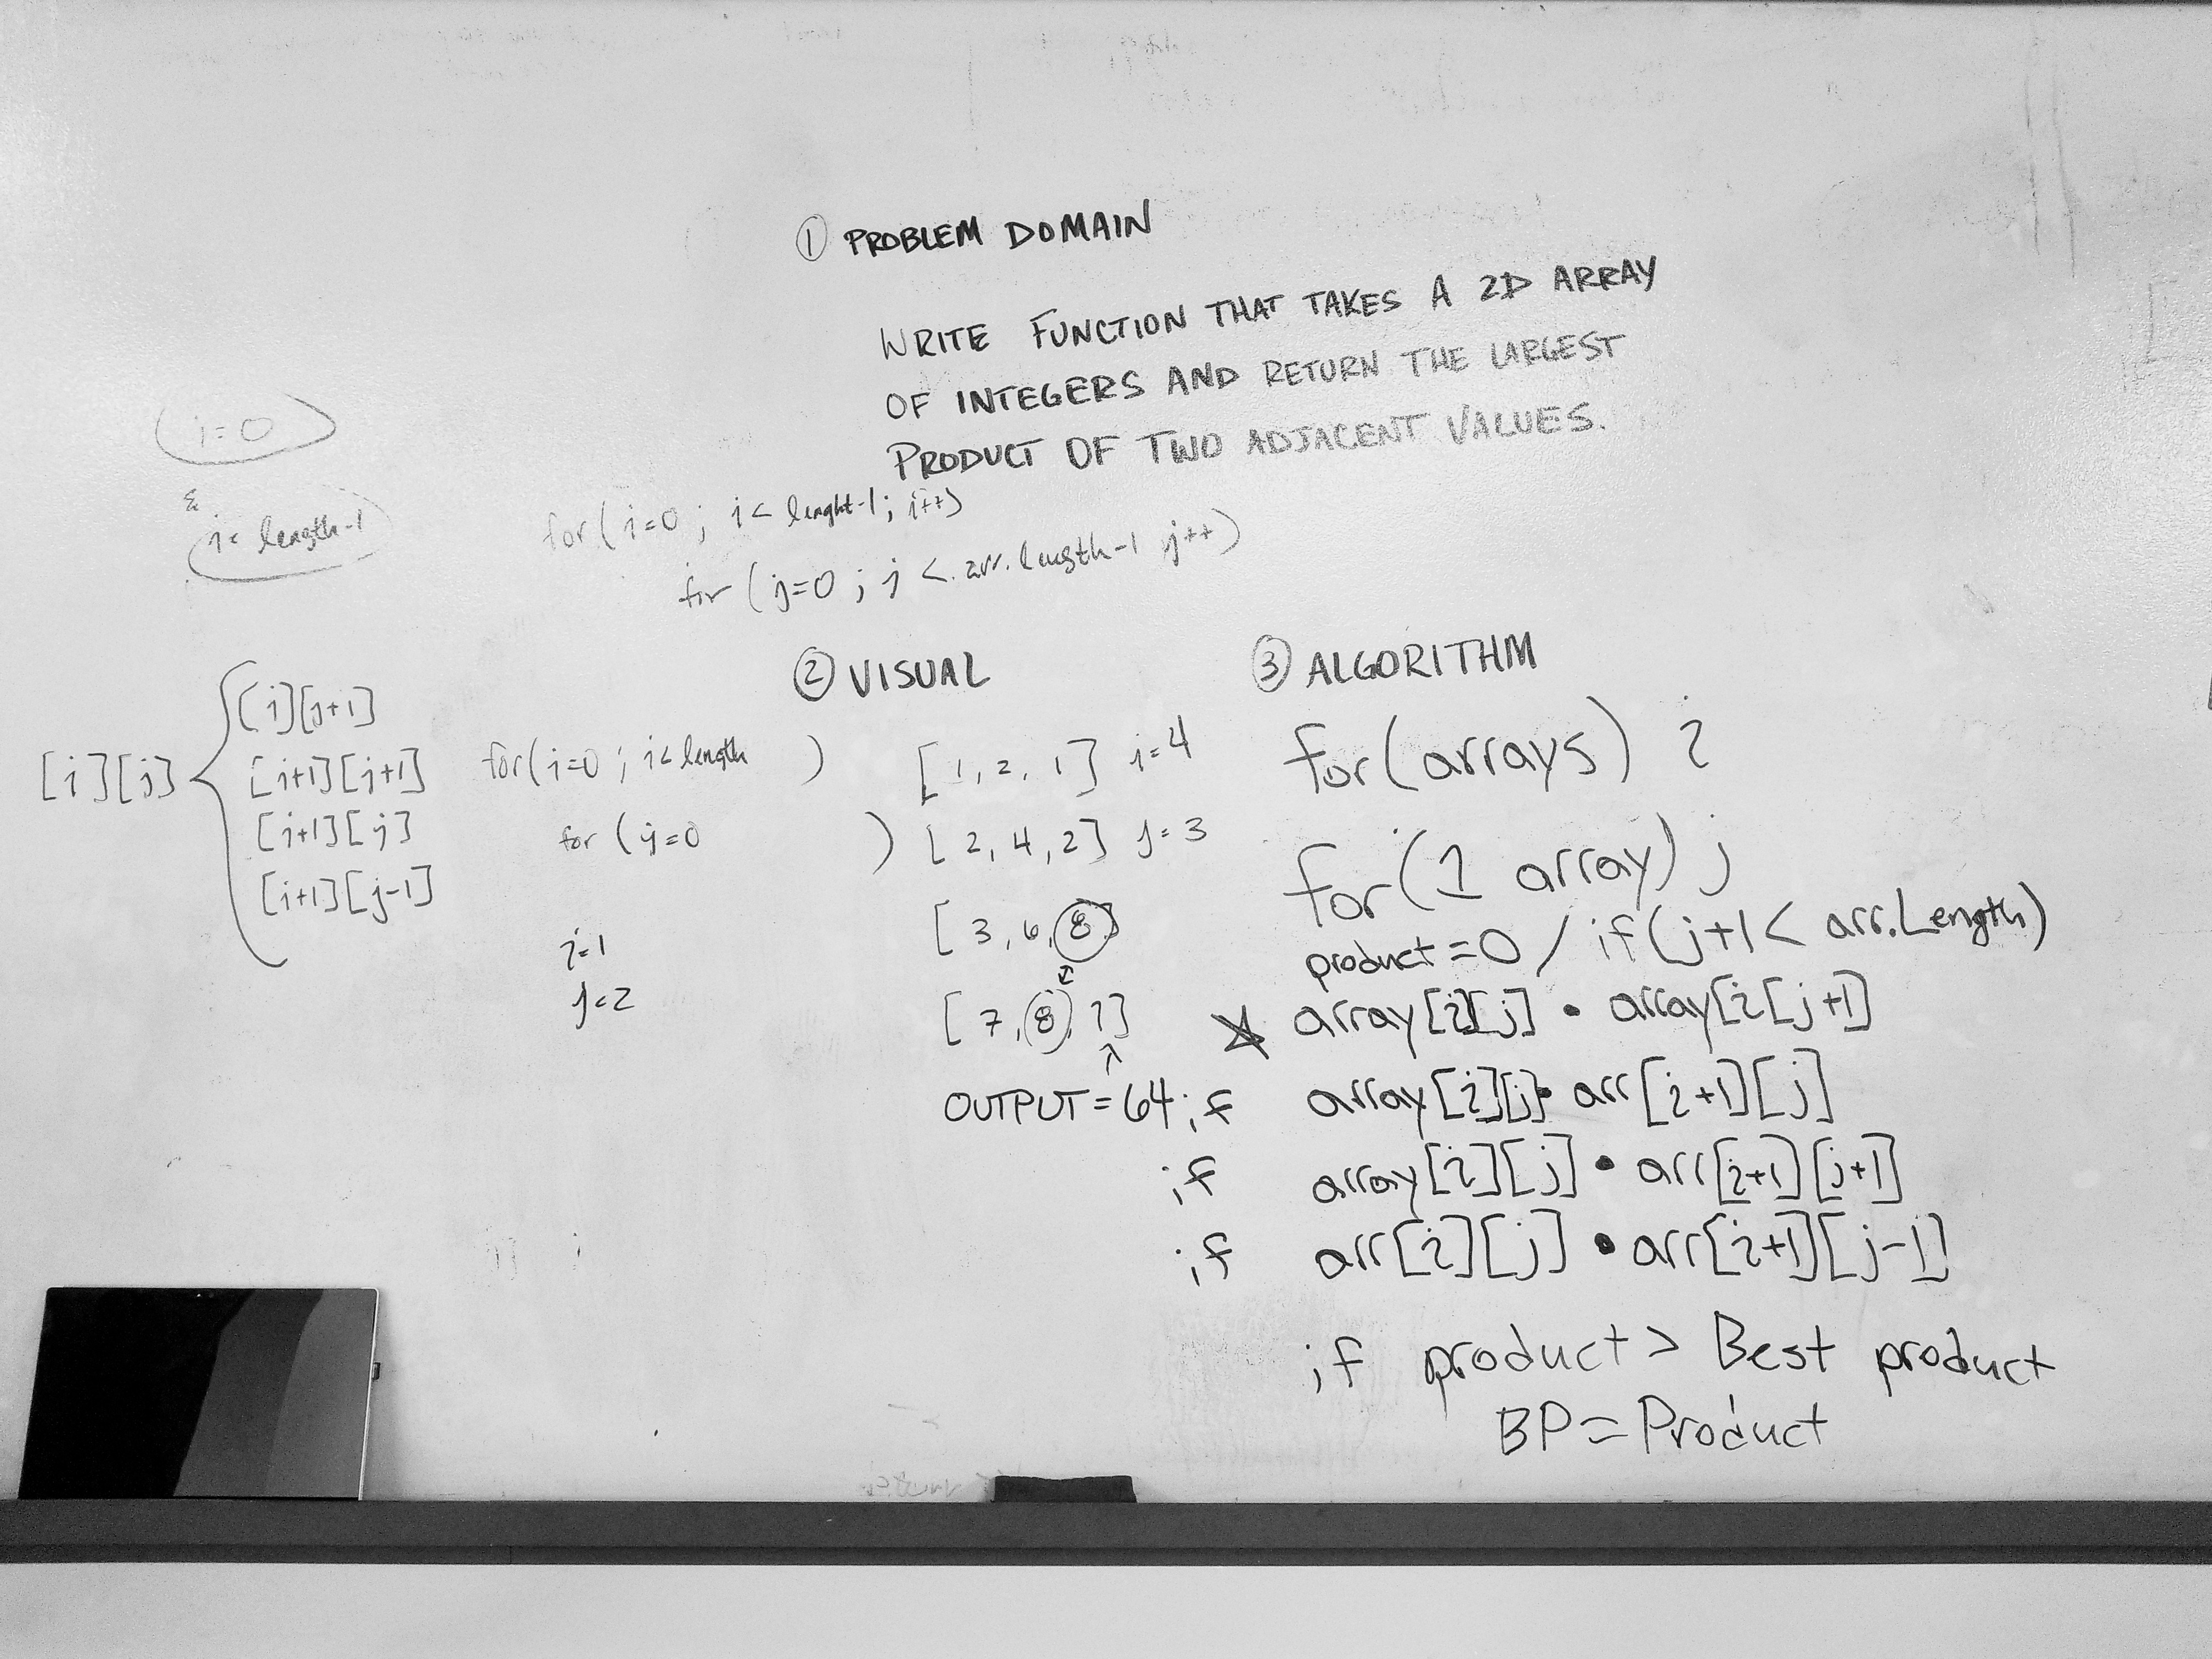 ① PROBLEM DOMAIN
WRITE FUNCTION THAT TAKES A 2D ARRAY
OF INTEGERS AND RETURN THE LARGEST
PRODUCT OF TWO ADJACENT VALUES.
(i=0)
&
i< length-1
for (i=0; i< lenght-1; i++)
for (j=0; j <.arr.length-1 j++)
[i][j]
[i][j+1]
[i+1][j+1]
[i+1][j]
[i+1][j-1]
for(i=0; i< length )
for (j=0 )
i=1
j=2
② VISUAL
[1, 2, 1] i=4
[2, 4, 2] j=3
[3, 6, 8]
[7, 8, 1]
OUTPUT = 64
③ ALGORITHM
for(arrays) i
for(1 array) j
product = 0 / if(j+1 < arr.Length)
array[i][j] • array[i[j+1]
if array[i][j] • arr[i+1][j]
if array[i][j] • arr[i+1][j+1]
if arr[i][j] • arr[i+1][j-1]
if product > Best product
BP = Product